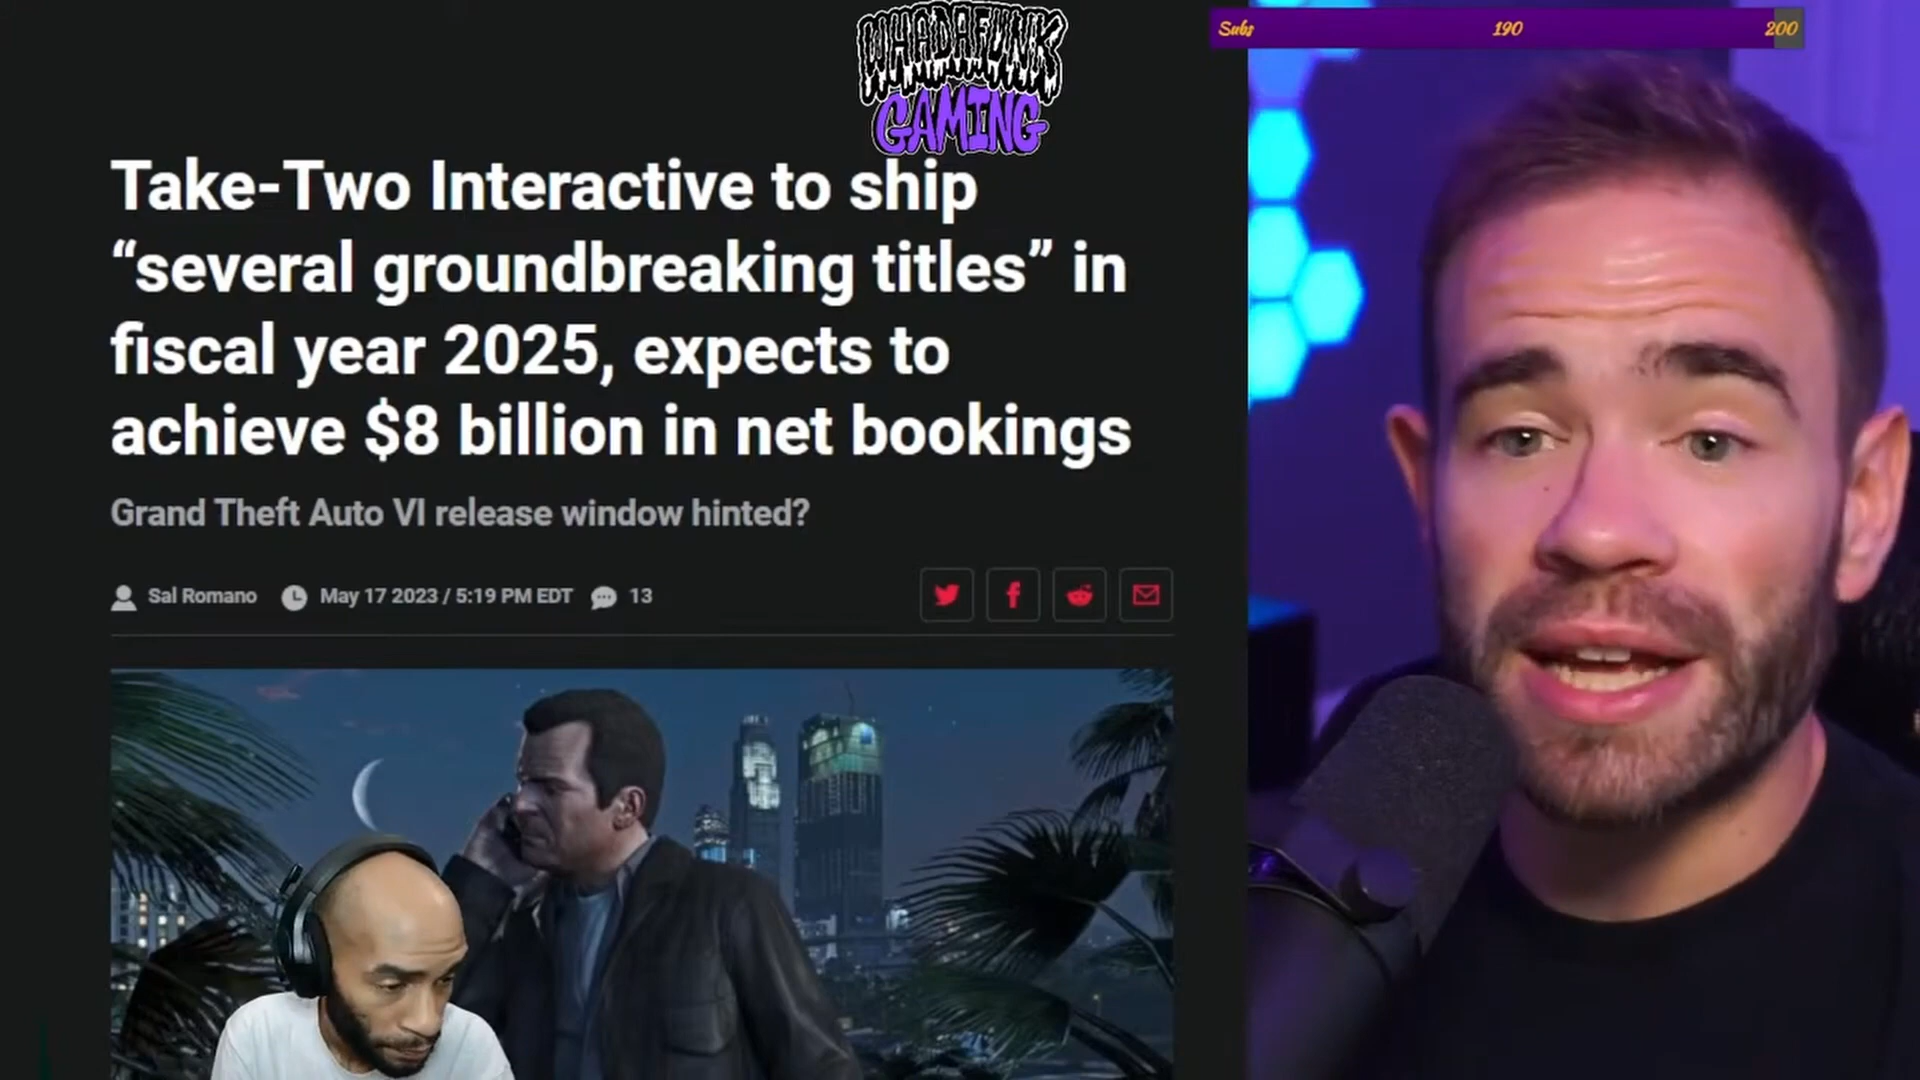 WHADAFUNK
GAMING
Subs 190 200
Take-Two Interactive to ship
“several groundbreaking titles” in
fiscal year 2025, expects to
achieve $8 billion in net bookings
Grand Theft Auto VI release window hinted?
Sal Romano May 17 2023 / 5:19 PM EDT 13